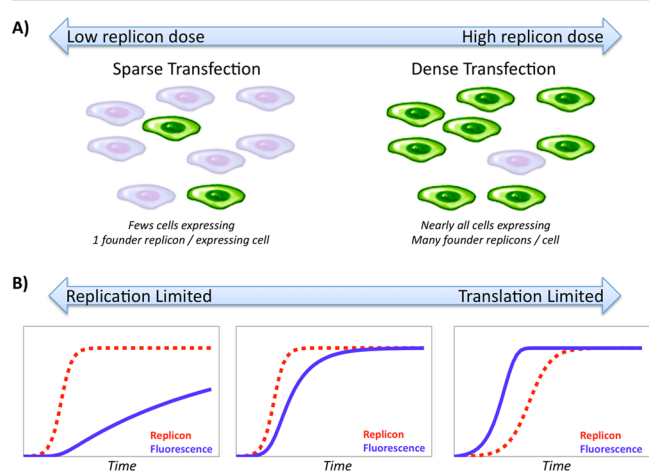 A)
Low replicon dose High replicon dose
Sparse Transfection Dense Transfection
Fews cells expressing
1 founder replicon / expressing cell
Nearly all cells expressing
Many founder replicons / cell
B)
Replication Limited Translation Limited
Replicon
Fluorescence
Time
Replicon
Fluorescence
Time
Replicon
Fluorescence
Time